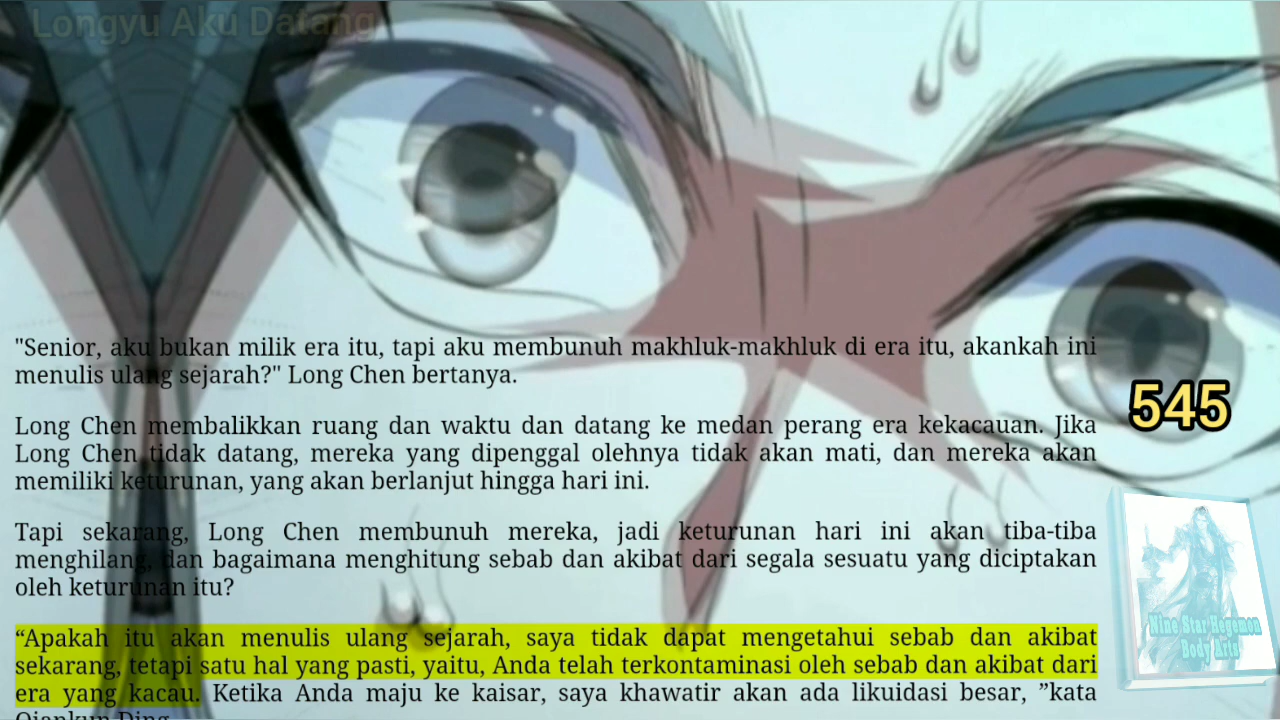 Longyu Aku Datang
"Senior, aku bukan milik era itu, tapi aku membunuh makhluk-makhluk di era itu, akankah ini
menulis ulang sejarah?" Long Chen bertanya.
Long Chen membalikkan ruang dan waktu dan datang ke medan perang era kekacauan. Jika
Long Chen tidak datang, mereka yang dipenggal olehnya tidak akan mati, dan mereka akan
memiliki keturunan, yang akan berlanjut hingga hari ini.
Tapi sekarang, Long Chen membunuh mereka, jadi keturunan hari ini akan tiba-tiba
menghilang, dan bagaimana menghitung sebab dan akibat dari segala sesuatu yang diciptakan
oleh keturunan itu?
“Apakah itu akan menulis ulang sejarah, saya tidak dapat mengetahui sebab dan akibat
sekarang, tetapi satu hal yang pasti, yaitu, Anda telah terkontaminasi oleh sebab dan akibat dari
era yang kacau. Ketika Anda maju ke kaisar, saya khawatir akan ada likuidasi besar, ”kata
Qiankun Ding.
545
Nine Star Hegemon
Body Arts